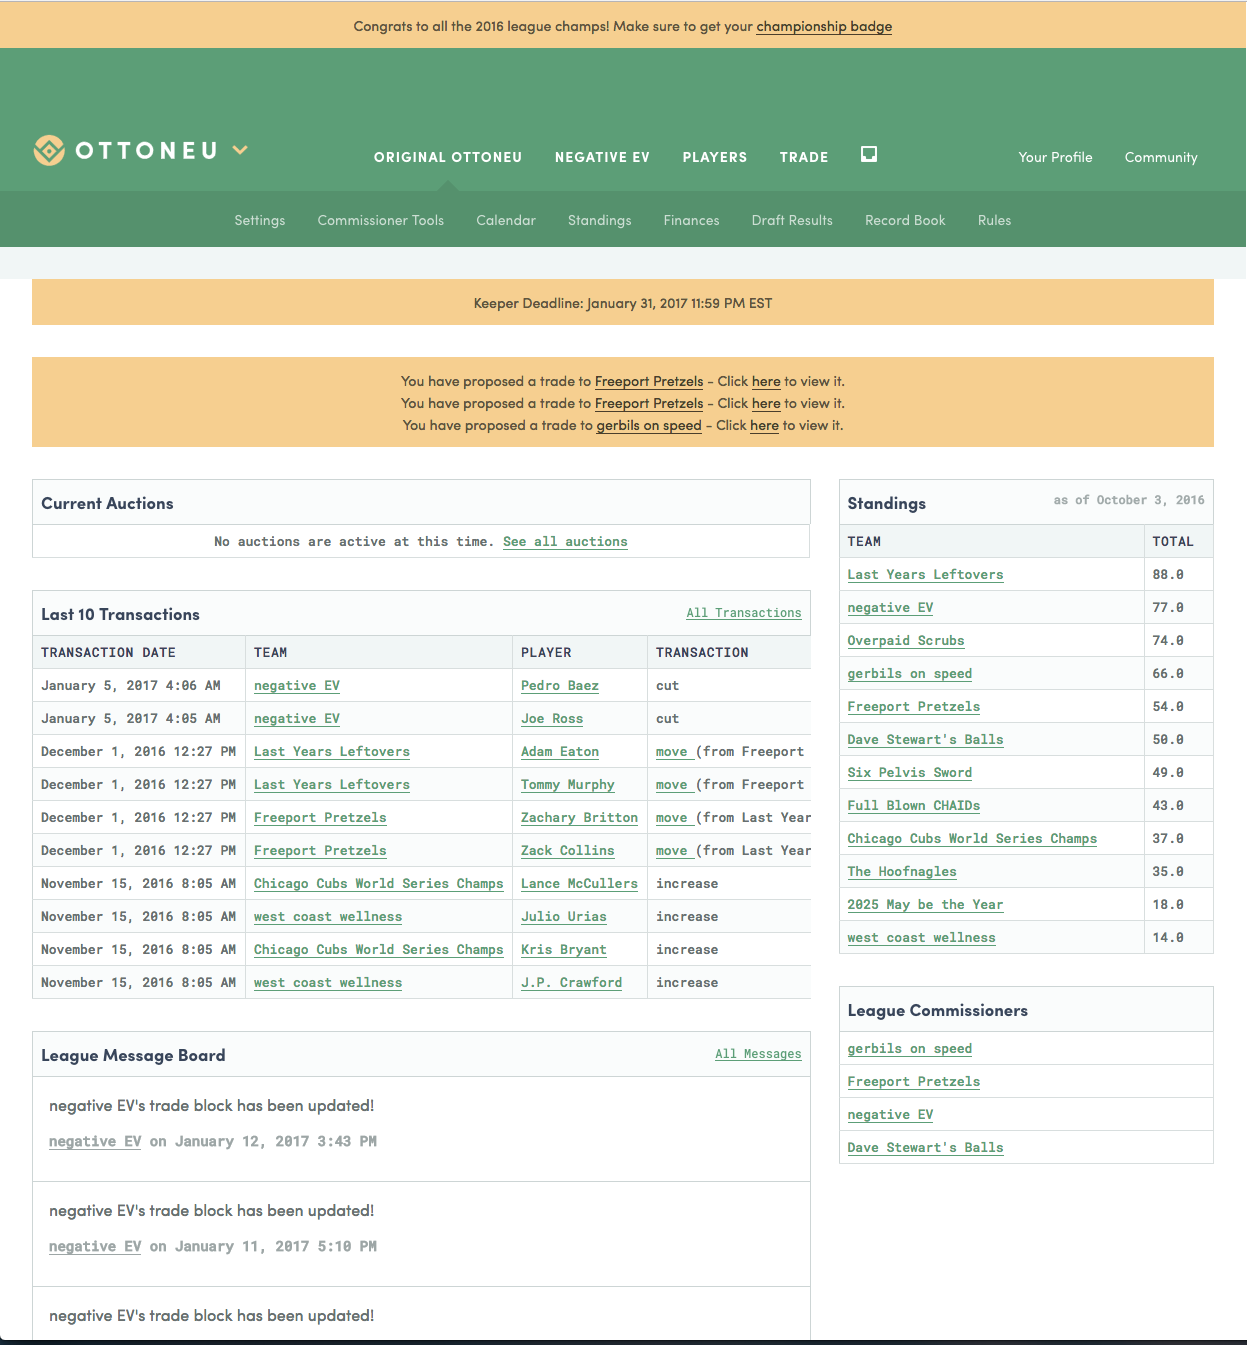 Congrats to all the 2016 league champs! Make sure to get your championship badge
OTTONEU
ORIGINAL OTTONEU NEGATIVE EV PLAYERS TRADE
Your Profile Community
Settings Commissioner Tools Calendar Standings Finances Draft Results Record Book Rules
Keeper Deadline: January 31, 2017 11:59 PM EST
You have proposed a trade to Freeport Pretzels - Click here to view it.
You have proposed a trade to Freeport Pretzels - Click here to view it.
You have proposed a trade to gerbils on speed - Click here to view it.
Current Auctions
No auctions are active at this time. See all auctions
Last 10 Transactions All Transactions
TRANSACTION DATE TEAM PLAYER TRANSACTION
January 5, 2017 4:06 AM negative EV Pedro Baez cut
January 5, 2017 4:05 AM negative EV Joe Ross cut
December 1, 2016 12:27 PM Last Years Leftovers Adam Eaton move (from Freeport
December 1, 2016 12:27 PM Last Years Leftovers Tommy Murphy move (from Freeport
December 1, 2016 12:27 PM Freeport Pretzels Zachary Britton move (from Last Year
December 1, 2016 12:27 PM Freeport Pretzels Zack Collins move (from Last Year
November 15, 2016 8:05 AM Chicago Cubs World Series Champs Lance McCullers increase
November 15, 2016 8:05 AM west coast wellness Julio Urias increase
November 15, 2016 8:05 AM Chicago Cubs World Series Champs Kris Bryant increase
November 15, 2016 8:05 AM west coast wellness J.P. Crawford increase
League Message Board All Messages
negative EV's trade block has been updated!
negative EV on January 12, 2017 3:43 PM
negative EV's trade block has been updated!
negative EV on January 11, 2017 5:10 PM
negative EV's trade block has been updated!
Standings as of October 3, 2016
TEAM TOTAL
Last Years Leftovers 88.0
negative EV 77.0
Overpaid Scrubs 74.0
gerbils on speed 66.0
Freeport Pretzels 54.0
Dave Stewart's Balls 50.0
Six Pelvis Sword 49.0
Full Blown CHAIDs 43.0
Chicago Cubs World Series Champs 37.0
The Hoofnagles 35.0
2025 May be the Year 18.0
west coast wellness 14.0
League Commissioners
gerbils on speed
Freeport Pretzels
negative EV
Dave Stewart's Balls